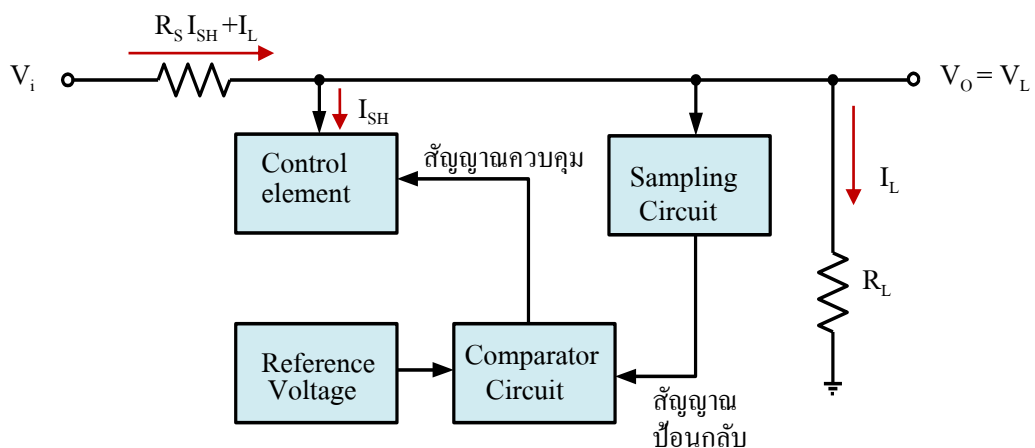 R_S I_SH + I_L
V_i
V_O = V_L
I_SH
Control
element
สัญญาณควบคุม
Sampling
Circuit
I_L
R_L
Reference
Voltage
Comparator
Circuit
สัญญาณ
ป้อนกลับ